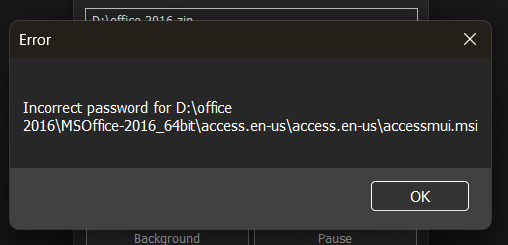 D:\office 2016.zip
Error
Incorrect password for D:\office
2016\MSOffice-2016_64bit\access.en-us\access.en-us\accessmui.msi
OK
Background
Pause